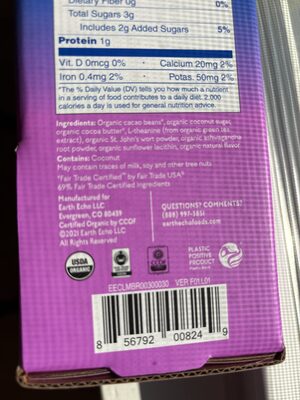 Dietary Fiber 0g 0%
Total Sugars 3g
Includes 2g Added Sugars 5%
Protein 1g
Vit. D 0mcg 0% · Calcium 20mg 2%
Iron 0.4mg 2% · Potas. 50mg 2%
*The % Daily Value (DV) tells you how much a nutrient
in a serving of food contributes to a daily diet. 2,000
calories a day is used for general nutrition advice.
Ingredients: Organic cacao beans*, organic coconut sugar,
organic cocoa butter*, L-theanine (from organic green tea
extract), organic St. John's wort powder, organic ashwagandha
root powder, organic sunflower lecithin, organic natural flavor
Contains: Coconut
May contain traces of milk, soy and other tree nuts
*Fair Trade Certified™ by Fair Trade USA®
69% Fair Trade Certified Ingredients
Manufactured for
Earth Echo LLC
Evergreen, CO 80439
Certified Organic by CCOF
©2021 Earth Echo LLC
All Rights Reserved
QUESTIONS? COMMENTS?
earthechofoods.com
USDA
ORGANIC
PLASTIC
POSITIVE
PRODUCT
EECLMBR00300030 VER F01L01
8 56792 00824 9